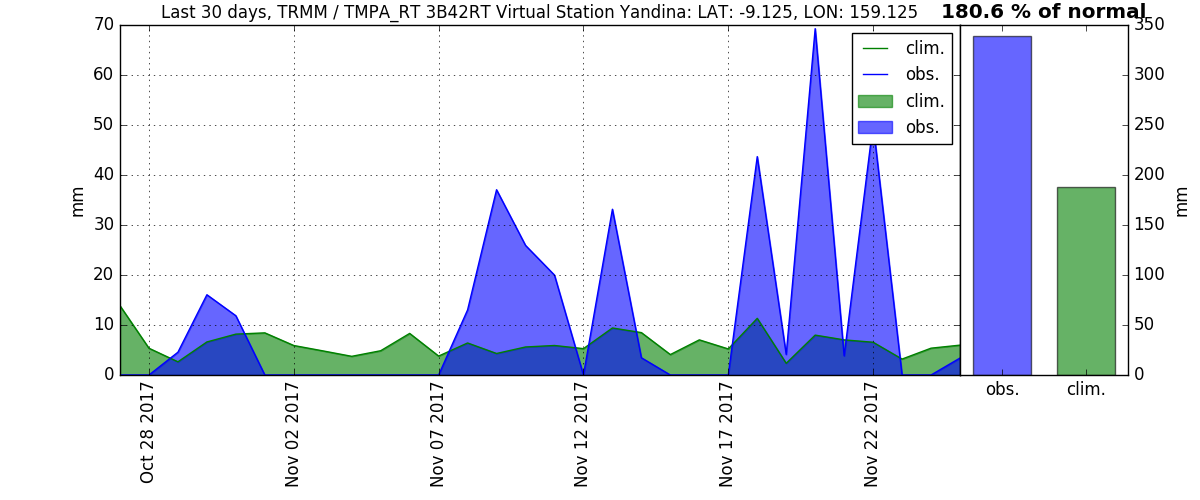 Last 30 days, TRMM / TMPA_RT 3B42RT Virtual Station Yandina: LAT: -9.125, LON: 159.125
180.6 % of normal
70
60
50
40
30
20
10
0
mm
clim.
obs.
clim.
obs.
350
300
250
200
150
100
50
0
mm
obs.
clim.
Oct 28 2017
Nov 02 2017
Nov 07 2017
Nov 12 2017
Nov 17 2017
Nov 22 2017